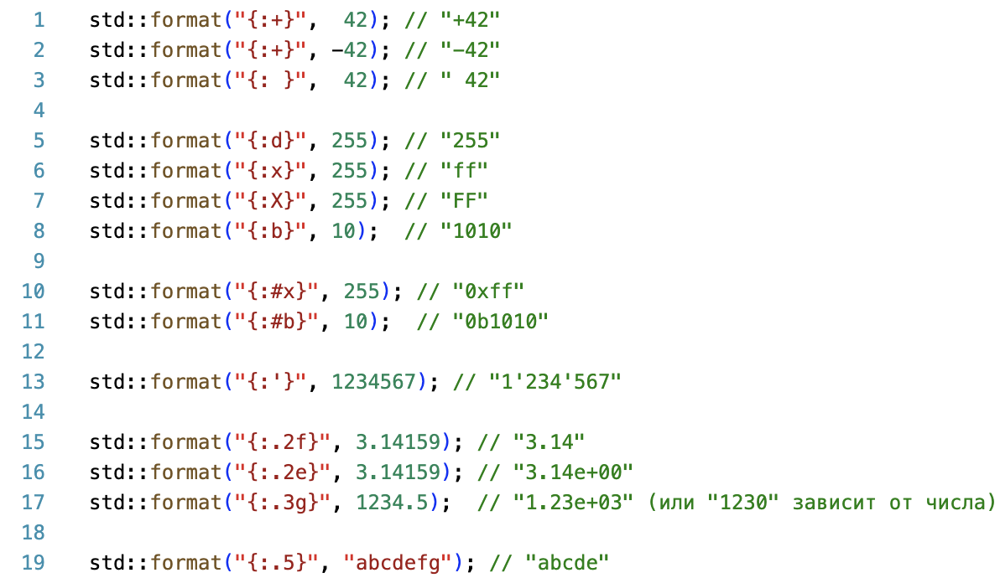 1 std::format("{:+}",  42); // "+42"
2 std::format("{:+}", -42); // "-42"
3 std::format("{: }",  42); // " 42"
4
5 std::format("{:d}", 255); // "255"
6 std::format("{:x}", 255); // "ff"
7 std::format("{:X}", 255); // "FF"
8 std::format("{:b}", 10);  // "1010"
9
10 std::format("{:#x}", 255); // "0xff"
11 std::format("{:#b}", 10);  // "0b1010"
12
13 std::format("{:'}", 1234567); // "1'234'567"
14
15 std::format("{:.2f}", 3.14159); // "3.14"
16 std::format("{:.2e}", 3.14159); // "3.14e+00"
17 std::format("{:.3g}", 1234.5);  // "1.23e+03" (или "1230" зависит от числа)
18
19 std::format("{:.5}", "abcdefg"); // "abcde"